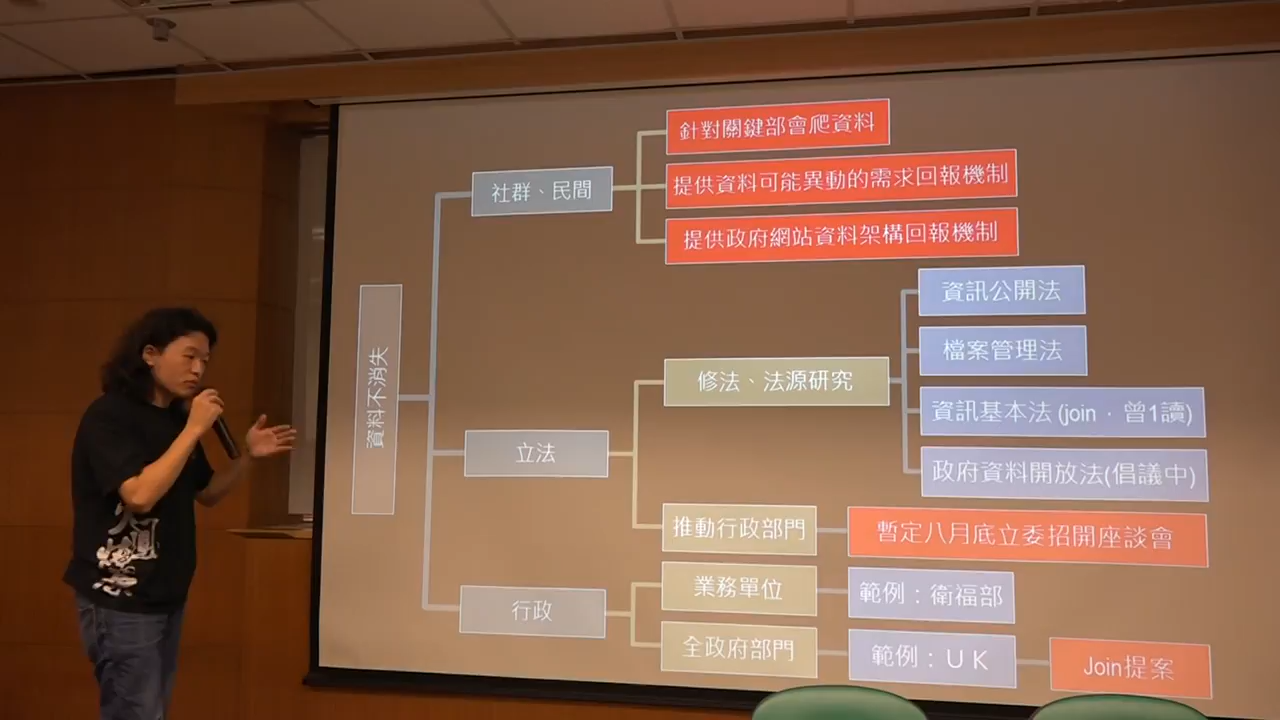 資料不消失
社群、民間
針對關鍵部會爬資料
提供資料可能異動的需求回報機制
提供政府網站資料架構回報機制
立法
修法、法源研究
資訊公開法
檔案管理法
資訊基本法 (join．曾1讀)
政府資料開放法(倡議中)
推動行政部門
暫定八月底立委招開座談會
行政
業務單位
範例：衛福部
全政府部門
範例：UK
Join提案